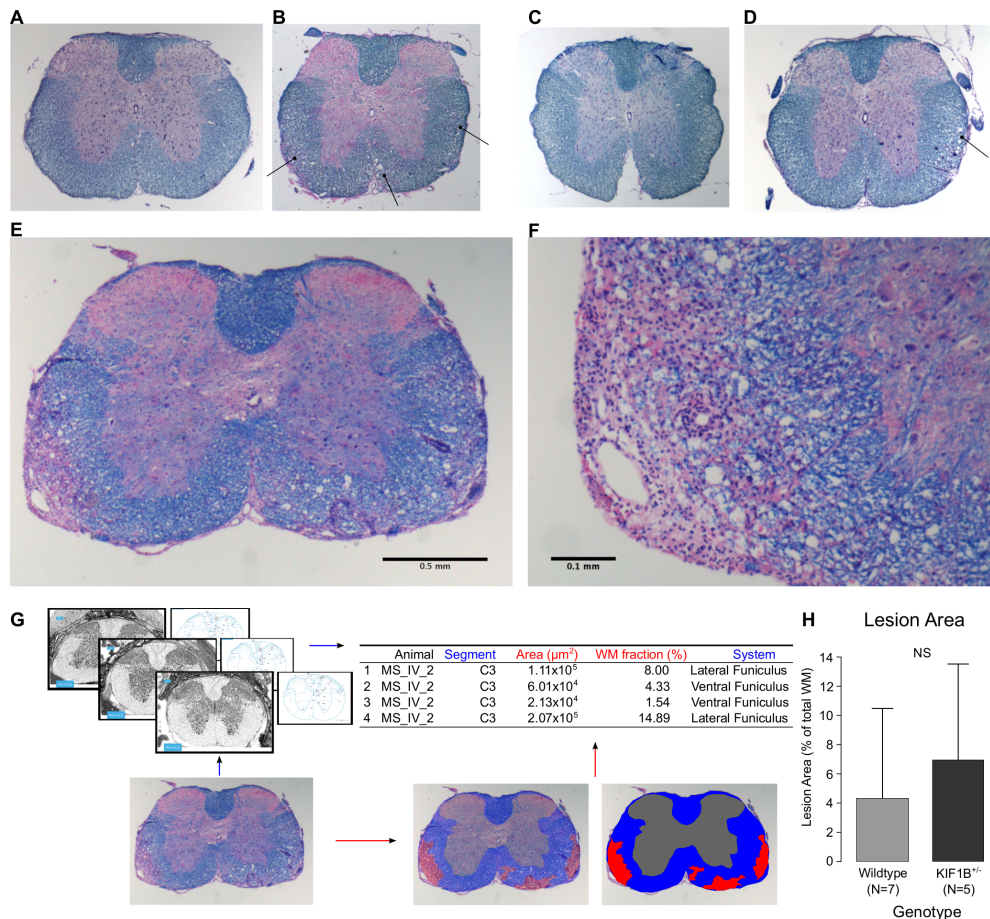 A
B
C
D
E
F
0.5 mm
0.1 mm
G
Animal Segment Area (µm²) WM fraction (%) System
1 MS_IV_2 C3 1.11x10⁵ 8.00 Lateral Funiculus
2 MS_IV_2 C3 6.01x10⁴ 4.33 Ventral Funiculus
3 MS_IV_2 C3 2.13x10⁴ 1.54 Ventral Funiculus
4 MS_IV_2 C3 2.07x10⁵ 14.89 Lateral Funiculus
H
Lesion Area
NS
Lesion Area (% of total WM)
14
12
10
8
6
4
2
0
Wildtype
(N=7)
KIF1B⁺/⁻
(N=5)
Genotype